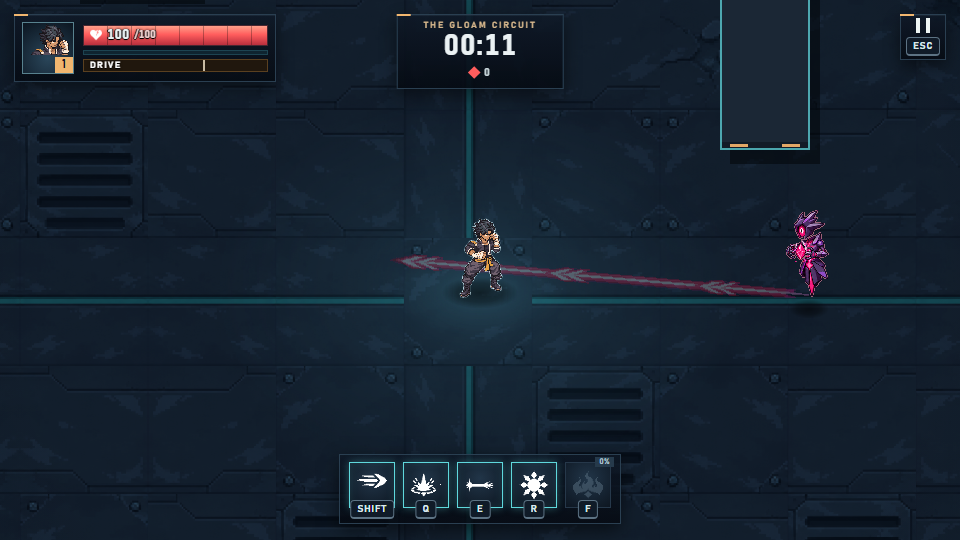 100 /100
1
DRIVE
THE GLOAM CIRCUIT
00:11
0
ESC
0%
SHIFT
Q
E
R
F